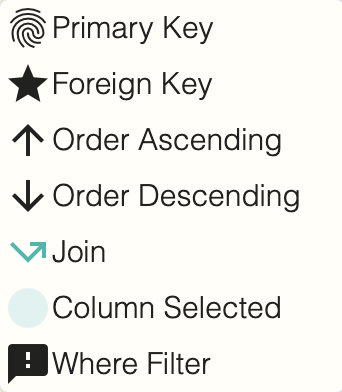 Primary Key
Foreign Key
Order Ascending
Order Descending
Join
Column Selected
Where Filter